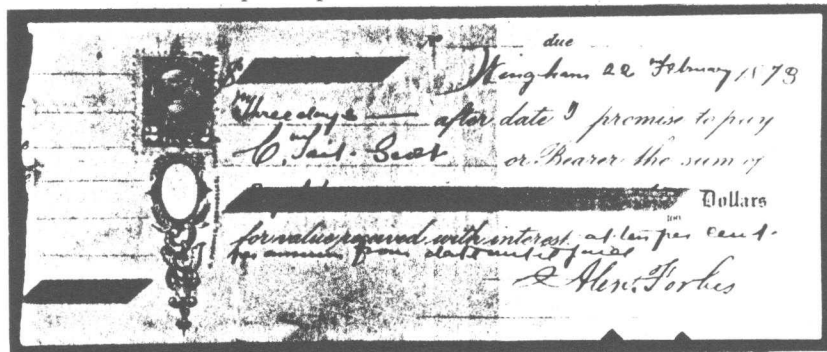 due
Wingham 22 February 1873
$
Three days — after date I promise to pay
C. Tait Scott or Bearer the sum of
Dollars
100
for value received with interest at ten per cent.
per annum from date until paid
Alex. Forbes